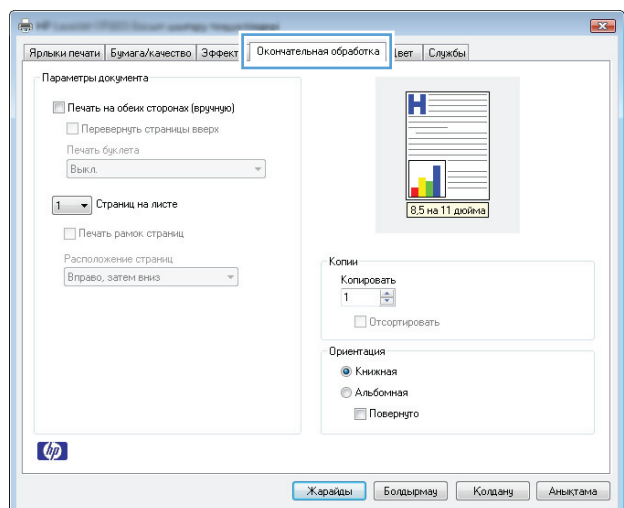 Ярлыки печати
Бумага/качество
Эффект
Окончательная обработка
Цвет
Службы
Параметры документа
Печать на обеих сторонах (вручную)
Перевернуть страницы вверх
Печать буклета
Выкл.
1
Страниц на листе
Печать рамок страниц
Расположение страниц
Вправо, затем вниз
H
8,5 на 11 дюйма
Копии
Копировать
1
Отсортировать
Ориентация
Книжная
Альбомная
Повернуто
hp
Жарайды
Болдырмау
Қолдану
Анықтама